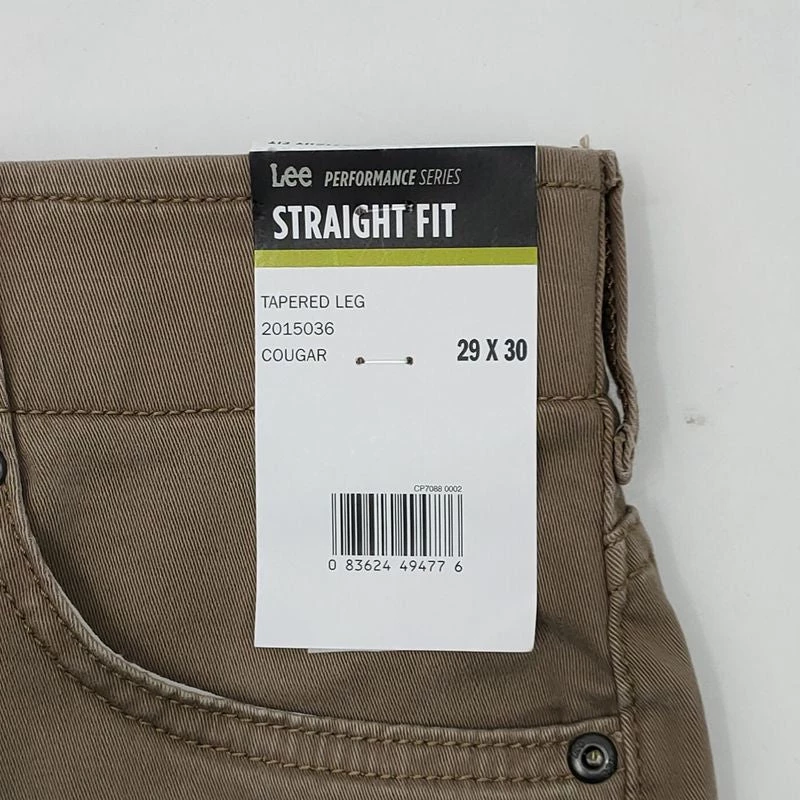 Lee PERFORMANCE SERIES
STRAIGHT FIT
TAPERED LEG
2015036
COUGAR 29 X 30
CP7088 0002
0 83624 49477 6